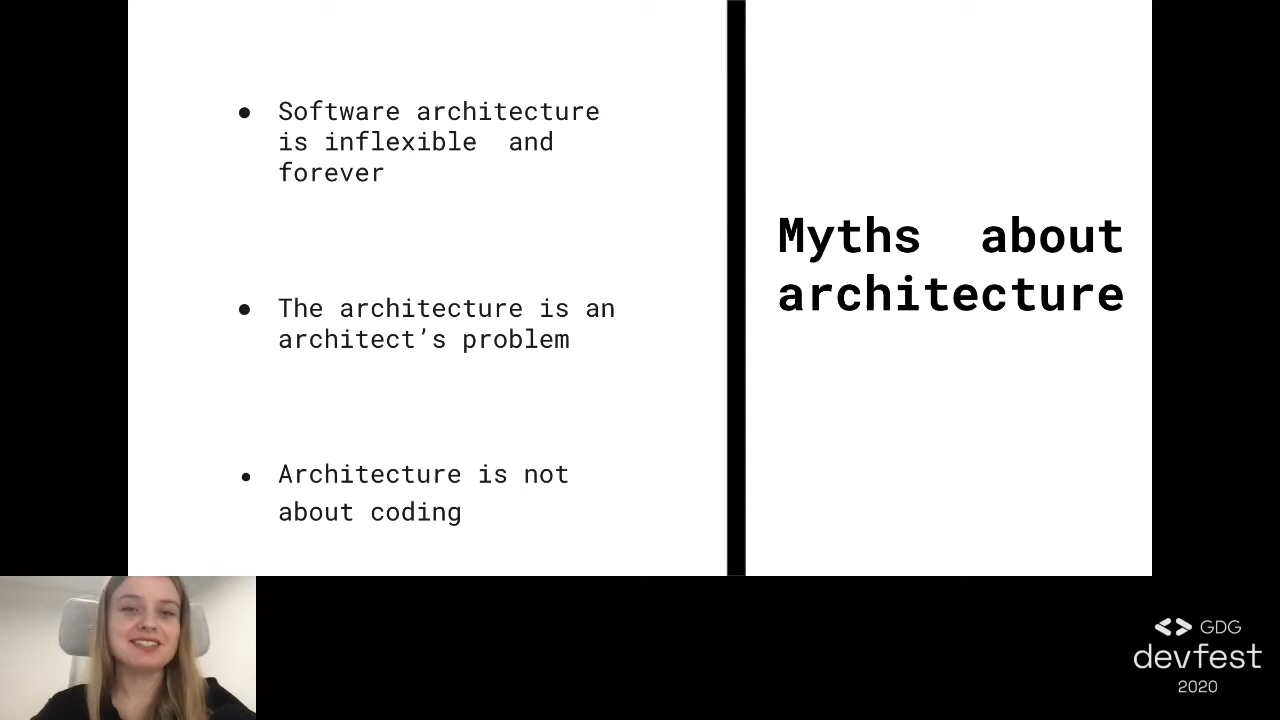 ● Software architecture
is inflexible  and
forever
● The architecture is an
architect’s problem
● Architecture is not
about coding
Myths  about
architecture
<> GDG
devfest
2020